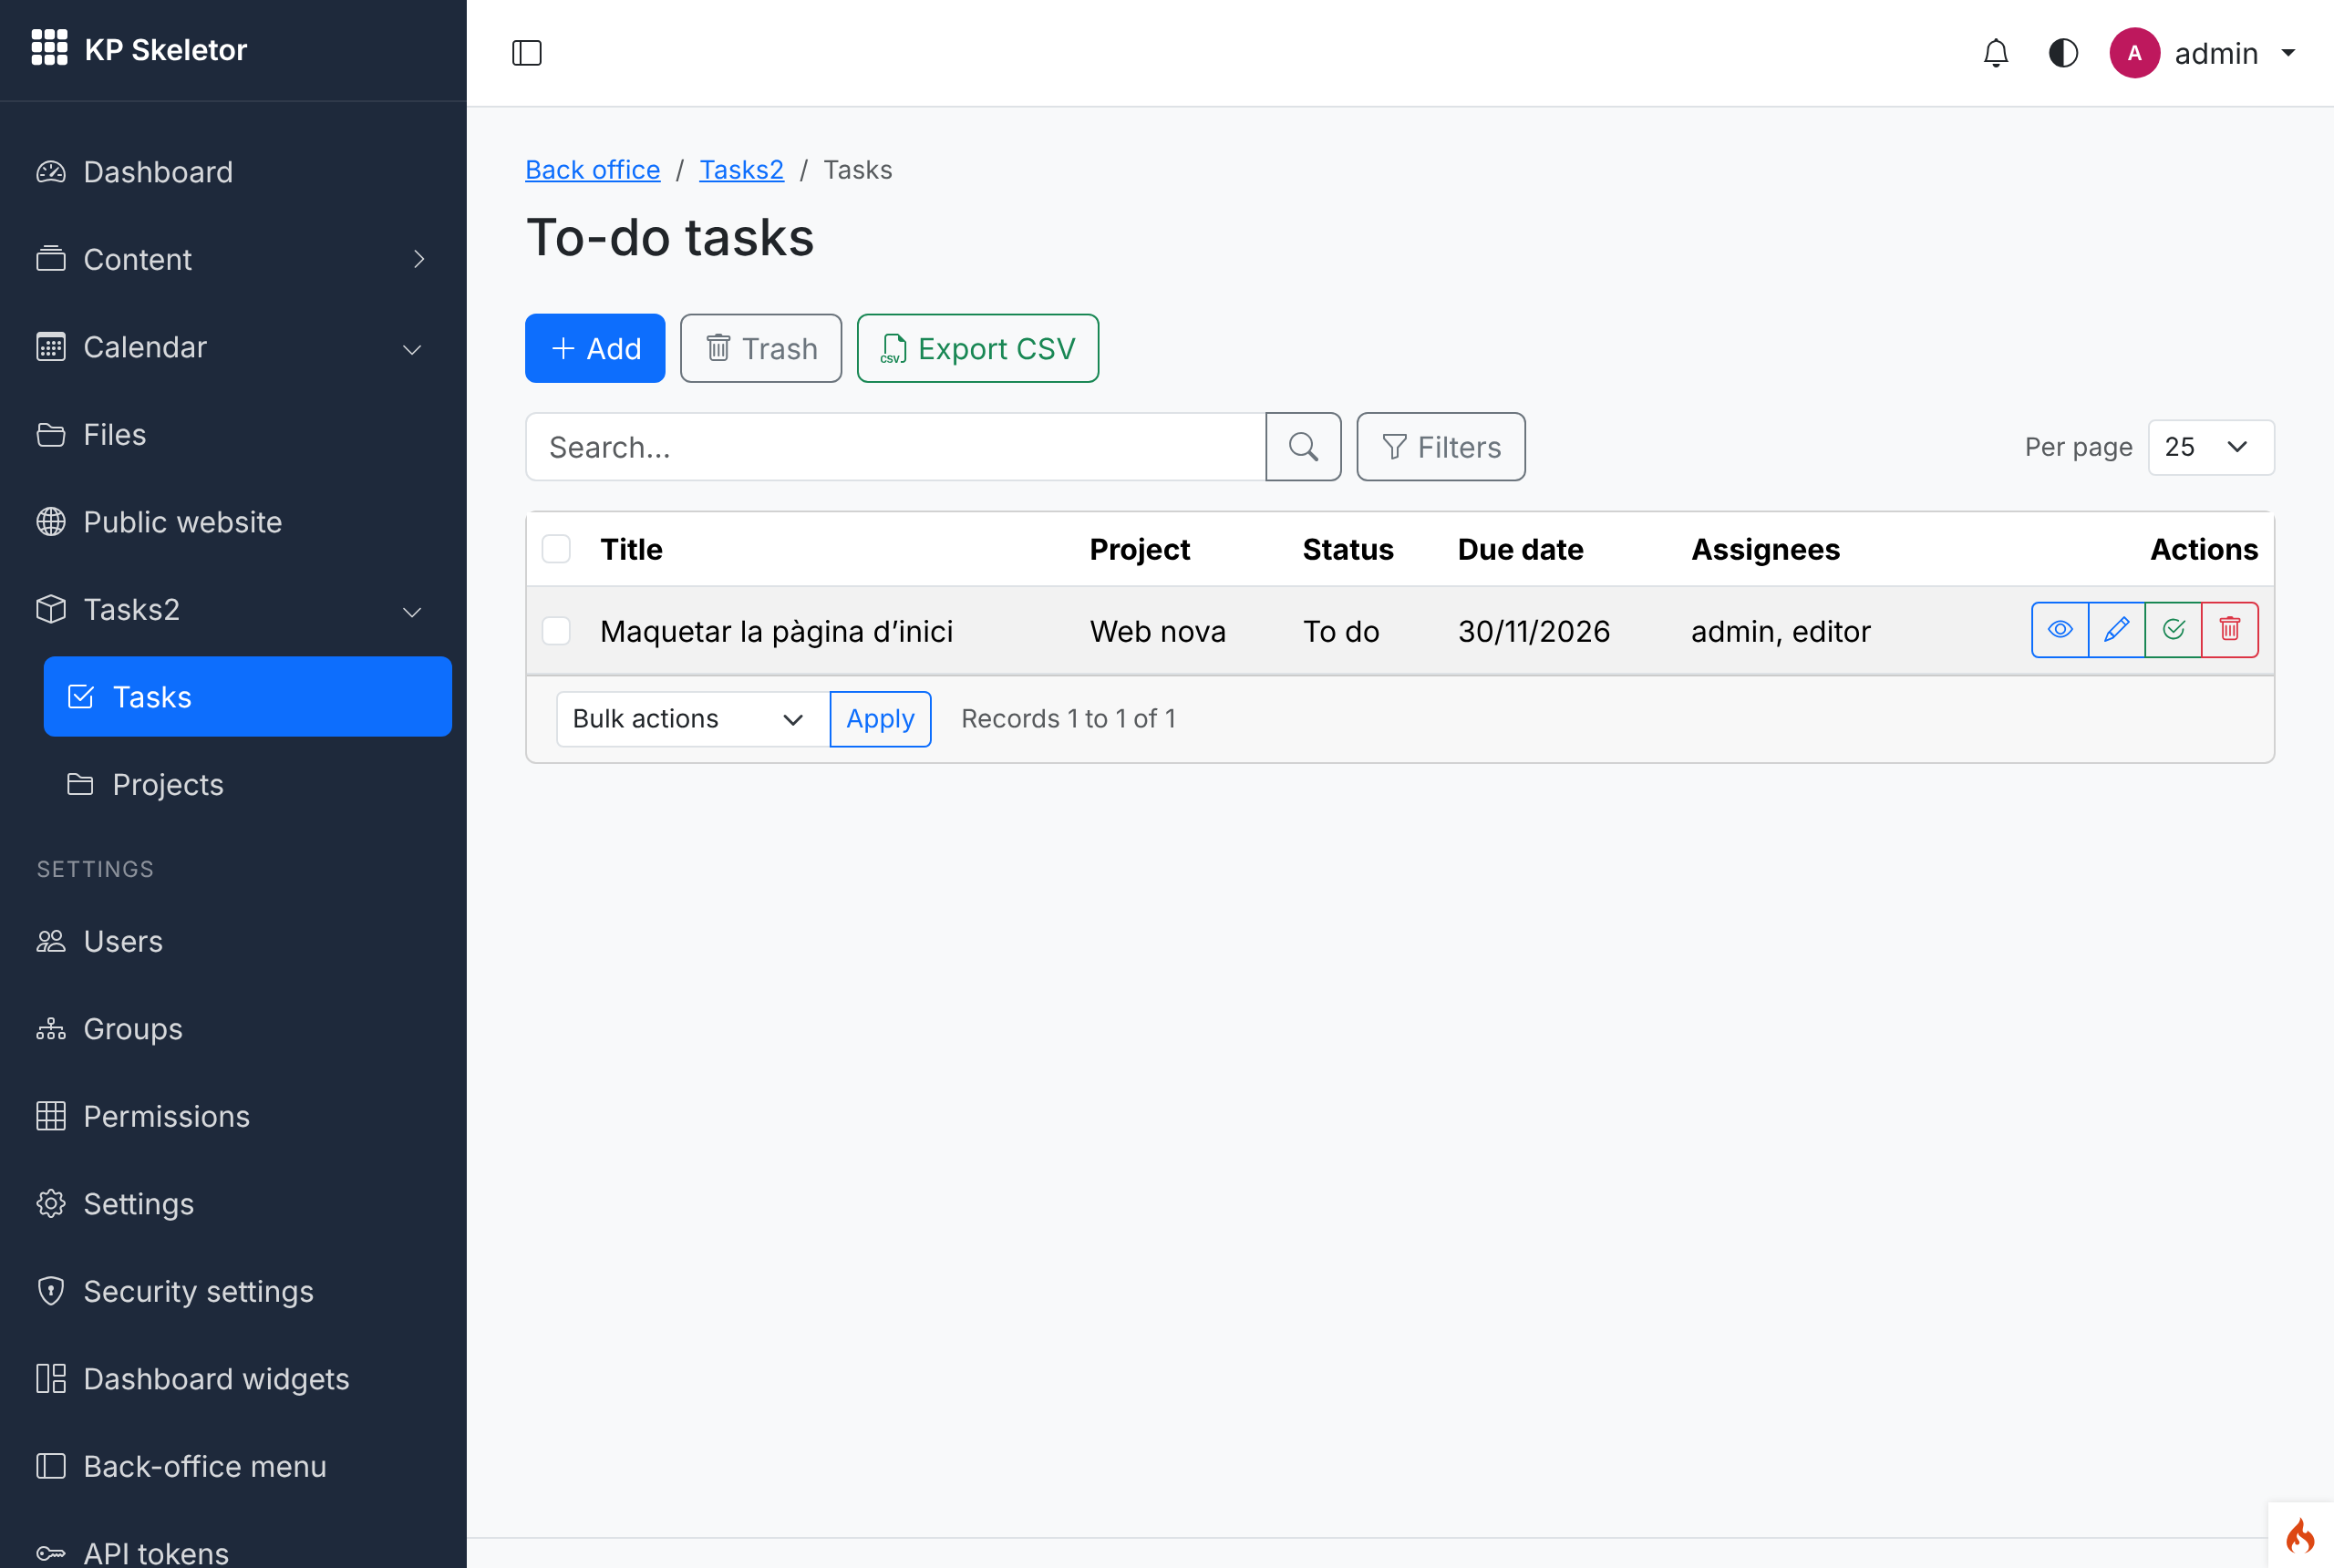 KP Skeletor
A admin
Dashboard
Content
Calendar
Files
Public website
Tasks2
Tasks
Projects
SETTINGS
Users
Groups
Permissions
Settings
Security settings
Dashboard widgets
Back-office menu
API tokens
Back office / Tasks2 / Tasks
To-do tasks
Add Trash CSV Export CSV
Search... Filters Per page 25
Title Project Status Due date Assignees Actions
Maquetar la pàgina d’inici Web nova To do 30/11/2026 admin, editor
Bulk actions Apply Records 1 to 1 of 1